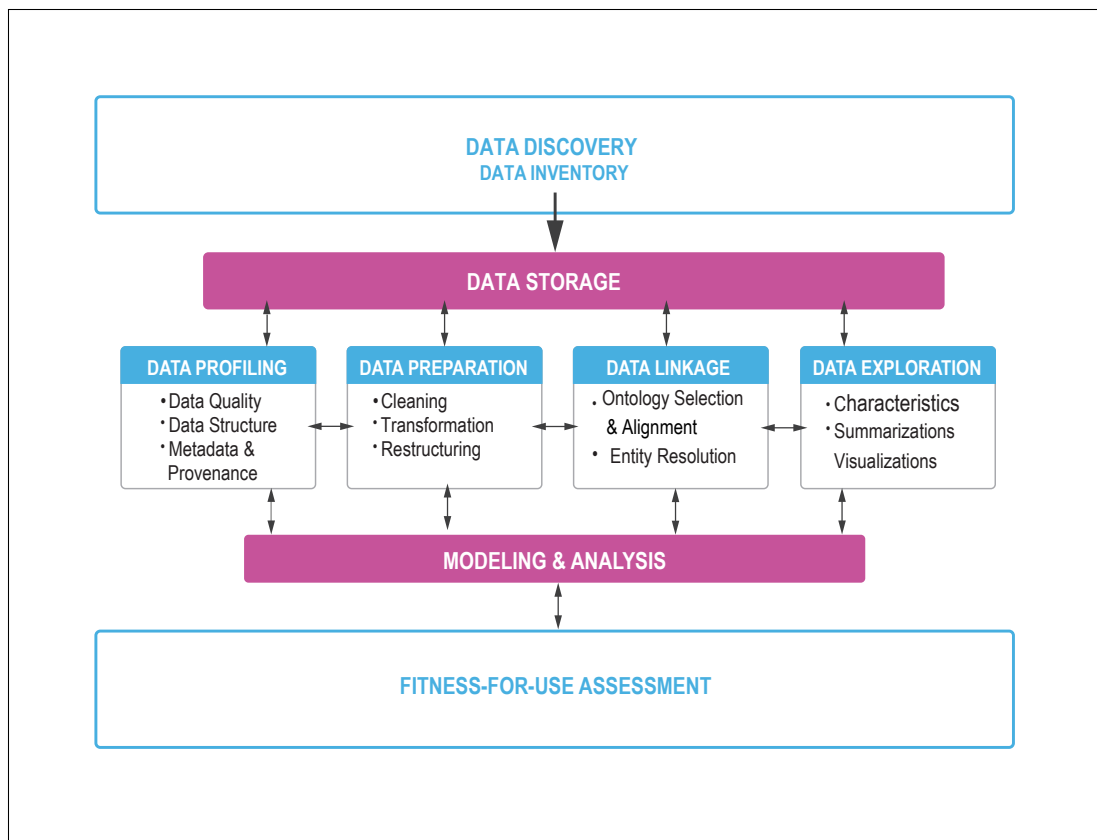 DATA DISCOVERY
DATA INVENTORY
DATA STORAGE
DATA PROFILING
• Data Quality
• Data Structure
• Metadata &
Provenance
DATA PREPARATION
• Cleaning
• Transformation
• Restructuring
DATA LINKAGE
• Ontology Selection
& Alignment
• Entity Resolution
DATA EXPLORATION
• Characteristics
• Summarizations
Visualizations
MODELING & ANALYSIS
FITNESS-FOR-USE ASSESSMENT